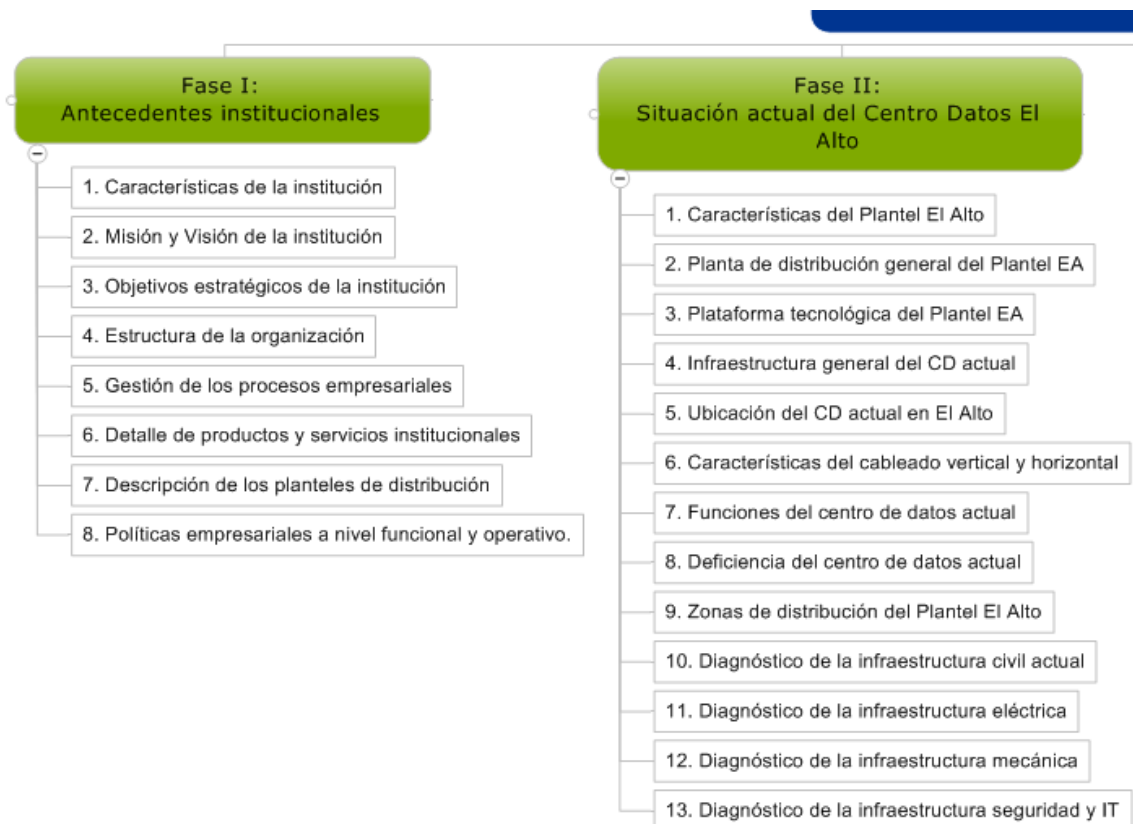 Fase I:
Antecedentes institucionales
1. Características de la institución
2. Misión y Visión de la institución
3. Objetivos estratégicos de la institución
4. Estructura de la organización
5. Gestión de los procesos empresariales
6. Detalle de productos y servicios institucionales
7. Descripción de los planteles de distribución
8. Políticas empresariales a nivel funcional y operativo.
Fase II:
Situación actual del Centro Datos El
Alto
1. Características del Plantel El Alto
2. Planta de distribución general del Plantel EA
3. Plataforma tecnológica del Plantel EA
4. Infraestructura general del CD actual
5. Ubicación del CD actual en El Alto
6. Características del cableado vertical y horizontal
7. Funciones del centro de datos actual
8. Deficiencia del centro de datos actual
9. Zonas de distribución del Plantel El Alto
10. Diagnóstico de la infraestructura civil actual
11. Diagnóstico de la infraestructura eléctrica
12. Diagnóstico de la infraestructura mecánica
13. Diagnóstico de la infraestructura seguridad y IT